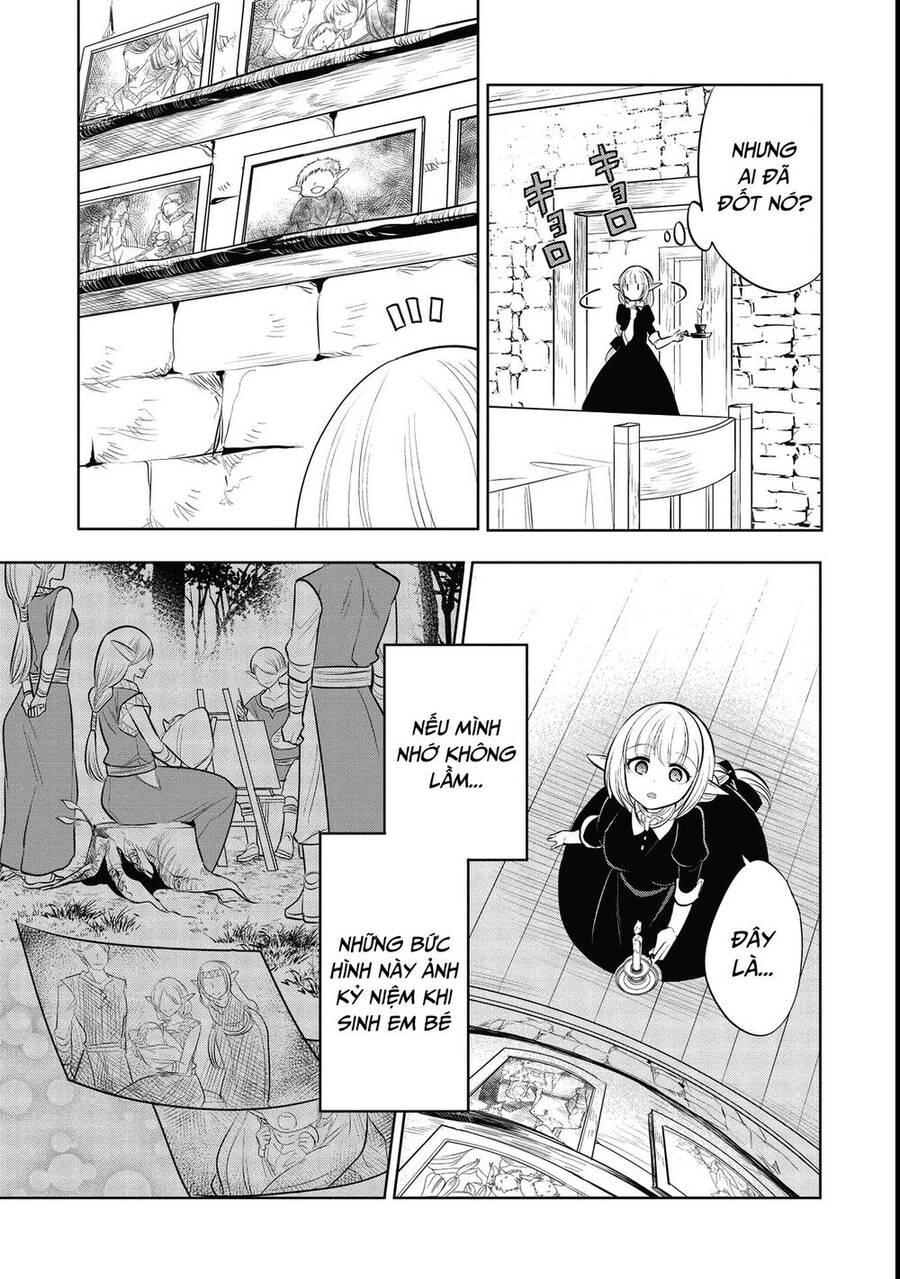 NHƯNG
AI ĐÃ
ĐỐT NÓ?
キョロ
キョロ
ĐÂY
LÀ...
NẾU MÌNH
NHỚ KHÔNG
LẦM...
NHỮNG BỨC
HÌNH NÀY ẢNH
KỶ NIỆM KHI
SINH EM BÉ